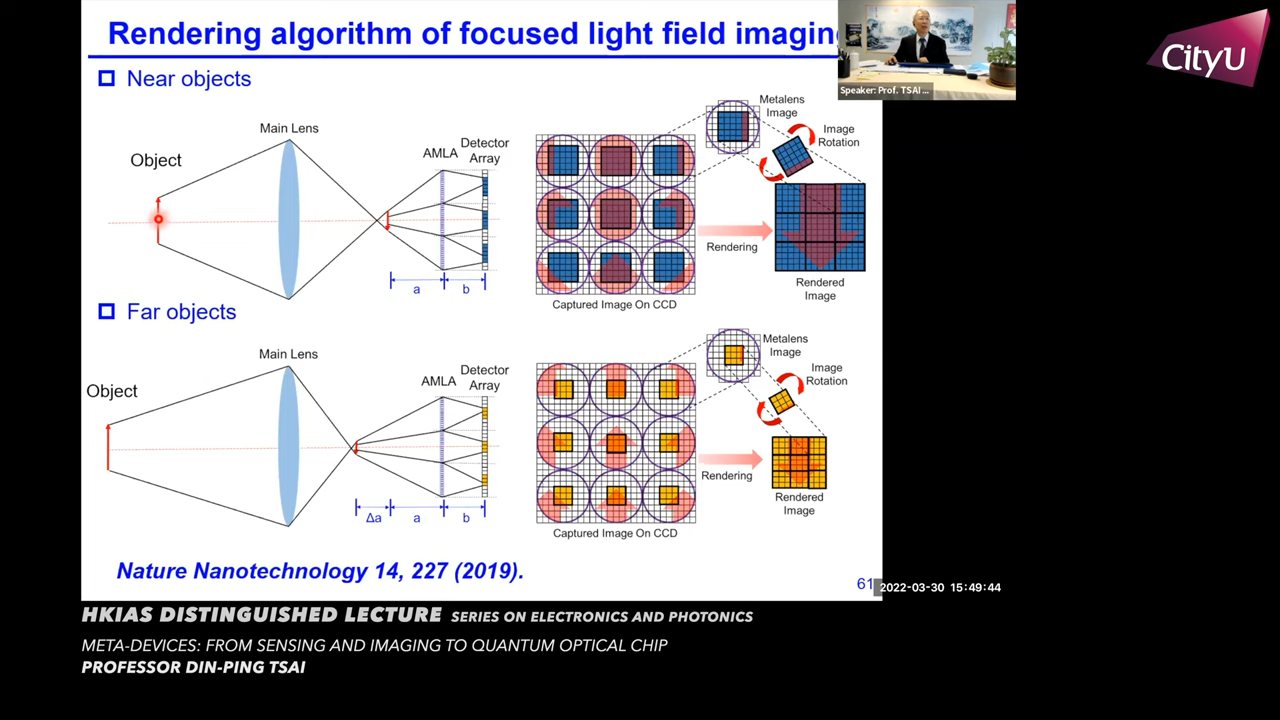 Rendering algorithm of focused light field imagin
Speaker: Prof. TSAI ...
CityU
Near objects
Main Lens
Object
AMLA
Detector
Array
a
b
Captured Image On CCD
Metalens
Image
Image
Rotation
Rendering
Rendered
Image
Far objects
Main Lens
Object
AMLA
Detector
Array
Δa
a
b
Captured Image On CCD
Metalens
Image
Image
Rotation
Rendering
Rendered
Image
Nature Nanotechnology 14, 227 (2019).
61
2022-03-30 15:49:44
HKIAS DISTINGUISHED LECTURE SERIES ON ELECTRONICS AND PHOTONICS
META-DEVICES: FROM SENSING AND IMAGING TO QUANTUM OPTICAL CHIP
PROFESSOR DIN-PING TSAI